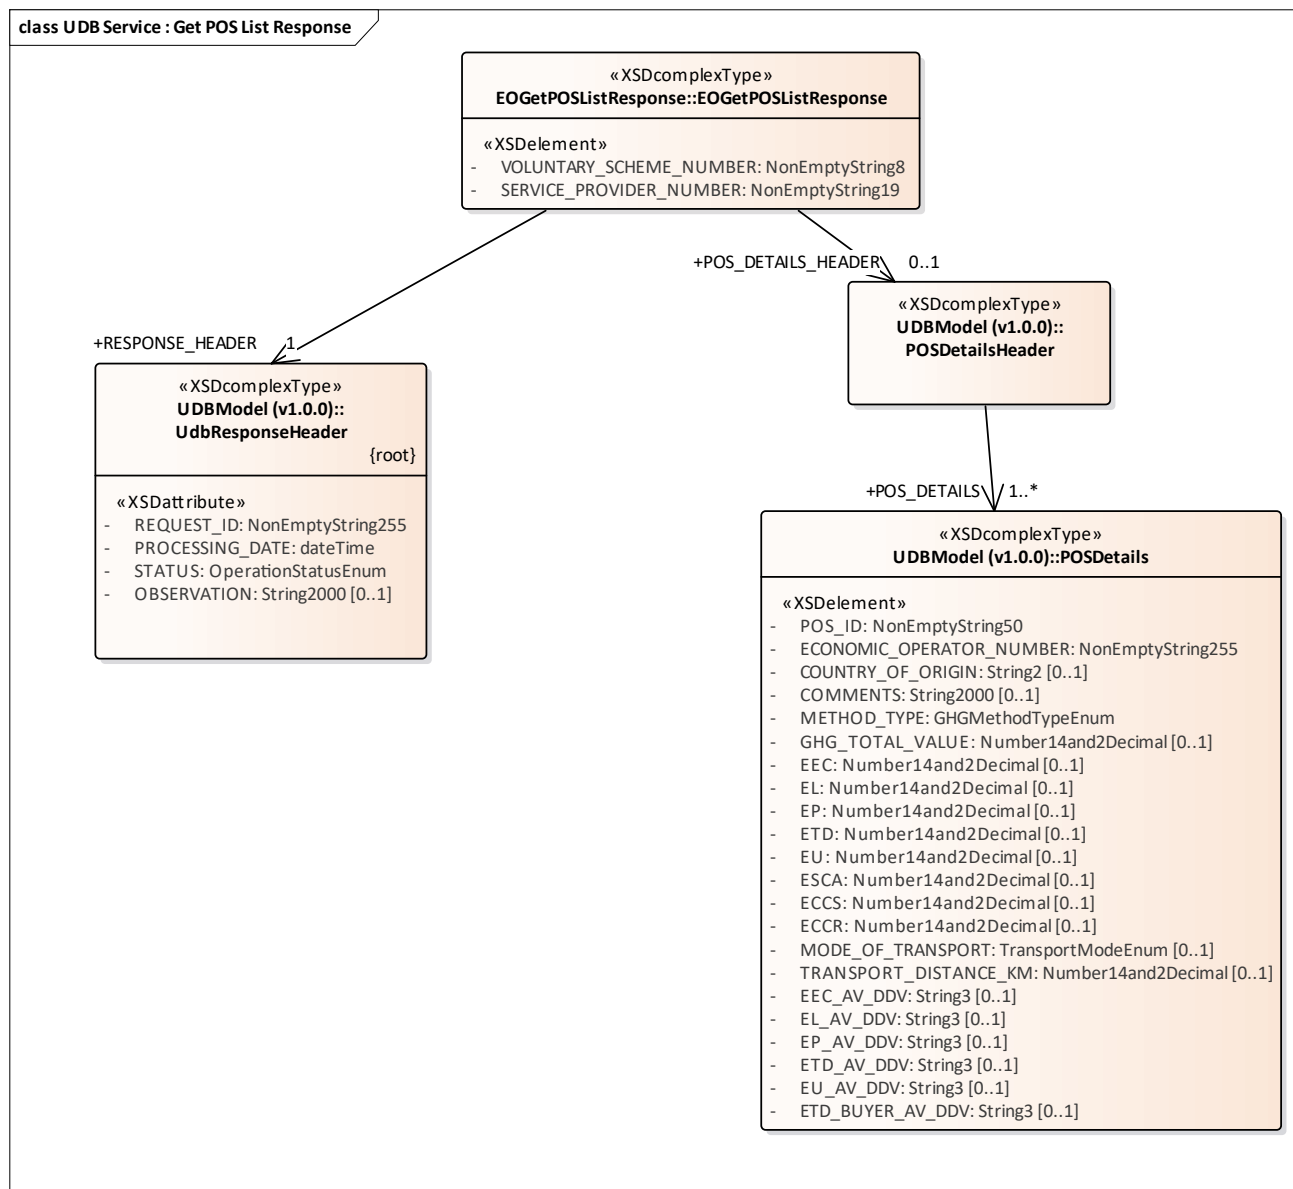 class UDB Service : Get POS List Response
«XSDcomplexType»
EOGetPOSListResponse::EOGetPOSListResponse
«XSDelement»
- VOLUNTARY_SCHEME_NUMBER: NonEmptyString8
- SERVICE_PROVIDER_NUMBER: NonEmptyString19
+POS_DETAILS_HEADER 0..1
«XSDcomplexType»
UDBModel (v1.0.0)::
POSDetailsHeader
+RESPONSE_HEADER 1
«XSDcomplexType»
UDBModel (v1.0.0)::
UdbResponseHeader
{root}
«XSDattribute»
- REQUEST_ID: NonEmptyString255
- PROCESSING_DATE: dateTime
- STATUS: OperationStatusEnum
- OBSERVATION: String2000 [0..1]
+POS_DETAILS 1..*
«XSDcomplexType»
UDBModel (v1.0.0)::POSDetails
«XSDelement»
- POS_ID: NonEmptyString50
- ECONOMIC_OPERATOR_NUMBER: NonEmptyString255
- COUNTRY_OF_ORIGIN: String2 [0..1]
- COMMENTS: String2000 [0..1]
- METHOD_TYPE: GHGMethodTypeEnum
- GHG_TOTAL_VALUE: Number14and2Decimal [0..1]
- EEC: Number14and2Decimal [0..1]
- EL: Number14and2Decimal [0..1]
- EP: Number14and2Decimal [0..1]
- ETD: Number14and2Decimal [0..1]
- EU: Number14and2Decimal [0..1]
- ESCA: Number14and2Decimal [0..1]
- ECCS: Number14and2Decimal [0..1]
- ECCR: Number14and2Decimal [0..1]
- MODE_OF_TRANSPORT: TransportModeEnum [0..1]
- TRANSPORT_DISTANCE_KM: Number14and2Decimal [0..1]
- EEC_AV_DDV: String3 [0..1]
- EL_AV_DDV: String3 [0..1]
- EP_AV_DDV: String3 [0..1]
- ETD_AV_DDV: String3 [0..1]
- EU_AV_DDV: String3 [0..1]
- ETD_BUYER_AV_DDV: String3 [0..1]